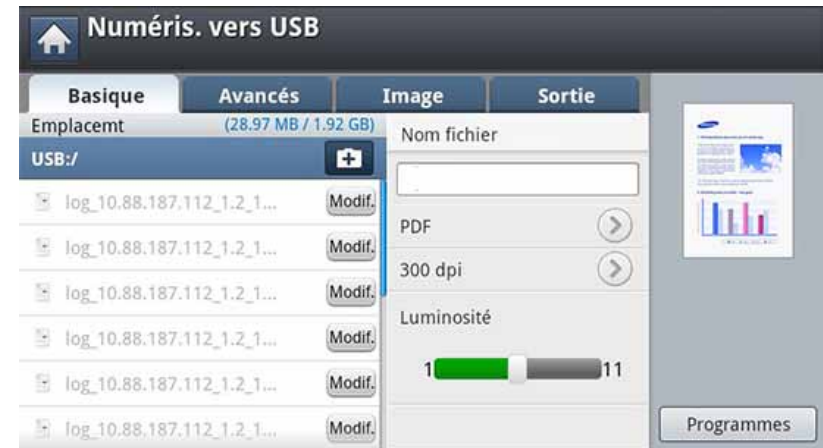 Numéris. vers USB
Basique
Avancés
Image
Sortie
Emplacemt (28.97 MB / 1.92 GB)
USB:/
log_10.88.187.112_1.2_1... Modif.
log_10.88.187.112_1.2_1... Modif.
log_10.88.187.112_1.2_1... Modif.
log_10.88.187.112_1.2_1... Modif.
log_10.88.187.112_1.2_1... Modif.
log_10.88.187.112_1.2_1... Modif.
Nom fichier
PDF
300 dpi
Luminosité
1 11
Programmes